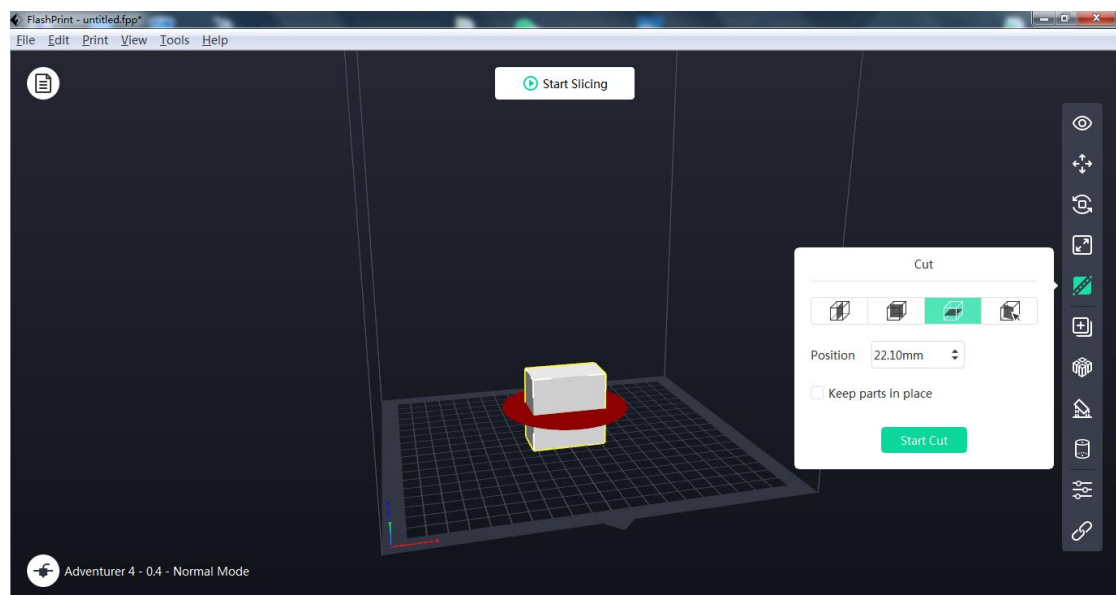 FlashPrint - untitled.fpp*
File Edit Print View Tools Help
Start Slicing
Cut
Position 22.10mm
Keep parts in place
Start Cut
Adventurer 4 - 0.4 - Normal Mode